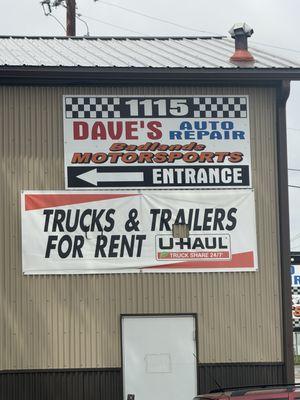 1115
DAVE'S AUTO REPAIR
Badlands
MOTORSPORTS
ENTRANCE
TRUCKS & TRAILERS
FOR RENT
U-HAUL
TRUCK SHARE 24/7